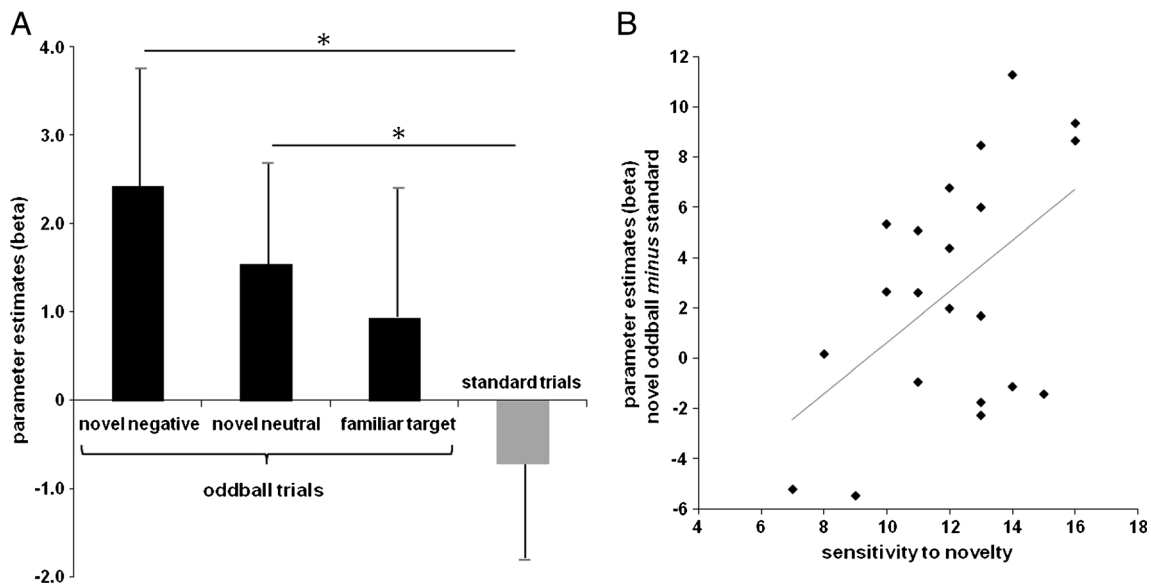 A
4.0
3.0
2.0
1.0
0
-1.0
-2.0
parameter estimates (beta)
*
*
standard trials
novel negative novel neutral familiar target
oddball trials
B
12
10
8
6
4
2
0
-2
-4
-6
parameter estimates (beta)
novel oddball minus standard
4 6 8 10 12 14 16 18
sensitivity to novelty